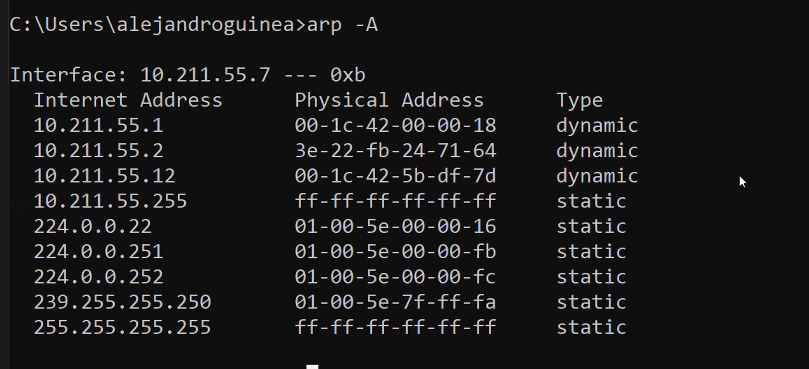 C:\Users\alejandroguinea>arp -A
Interface: 10.211.55.7 --- 0xb
Internet Address Physical Address Type
10.211.55.1 00-1c-42-00-00-18 dynamic
10.211.55.2 3e-22-fb-24-71-64 dynamic
10.211.55.12 00-1c-42-5b-df-7d dynamic
10.211.55.255 ff-ff-ff-ff-ff-ff static
224.0.0.22 01-00-5e-00-00-16 static
224.0.0.251 01-00-5e-00-00-fb static
224.0.0.252 01-00-5e-00-00-fc static
239.255.255.250 01-00-5e-7f-ff-fa static
255.255.255.255 ff-ff-ff-ff-ff-ff static